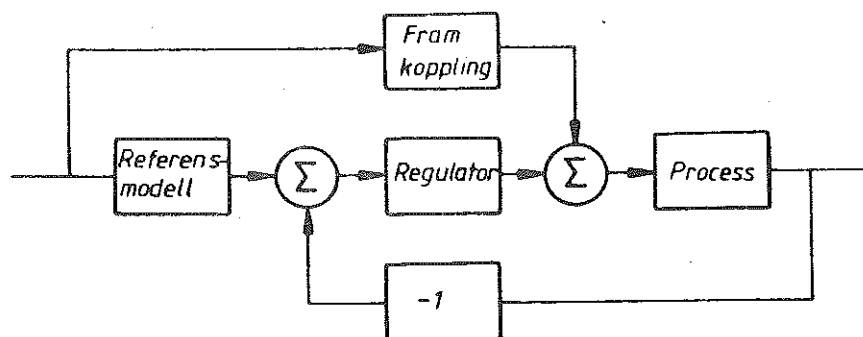 Fram
koppling
Referens-
modell
Σ
Regulator
Σ
Process
-1